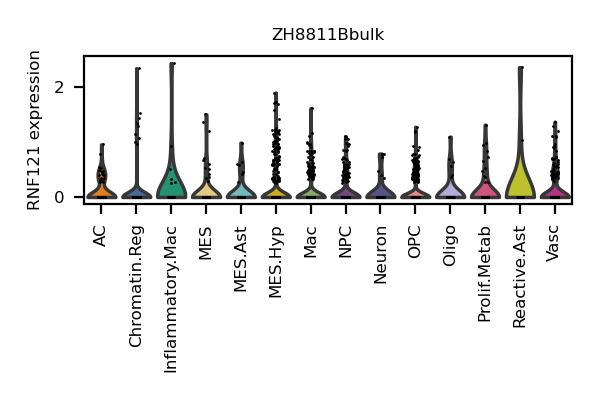 ZH8811Bbulk
RNF121 expression
2
0
AC
Chromatin.Reg
Inflammatory.Mac
MES
MES.Ast
MES.Hyp
Mac
NPC
Neuron
OPC
Oligo
Prolif.Metab
Reactive.Ast
Vasc